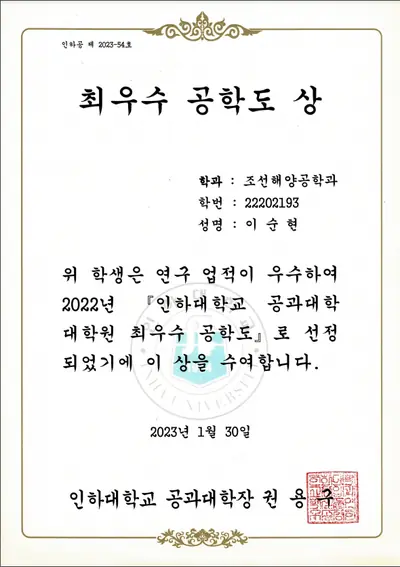 인하공 제 2023-54호
최우수 공학도 상
학과 : 조선해양공학과
학번 : 22202193
성명 : 이 순 현
위 학생은 연구 업적이 우수하여
2022년 『인하대학교 공과대학
대학원 최우수 공학도』로 선정
되었기에 이 상을 수여합니다.
2023년 1월 30일
인하대학교 공과대학장 권 용 구